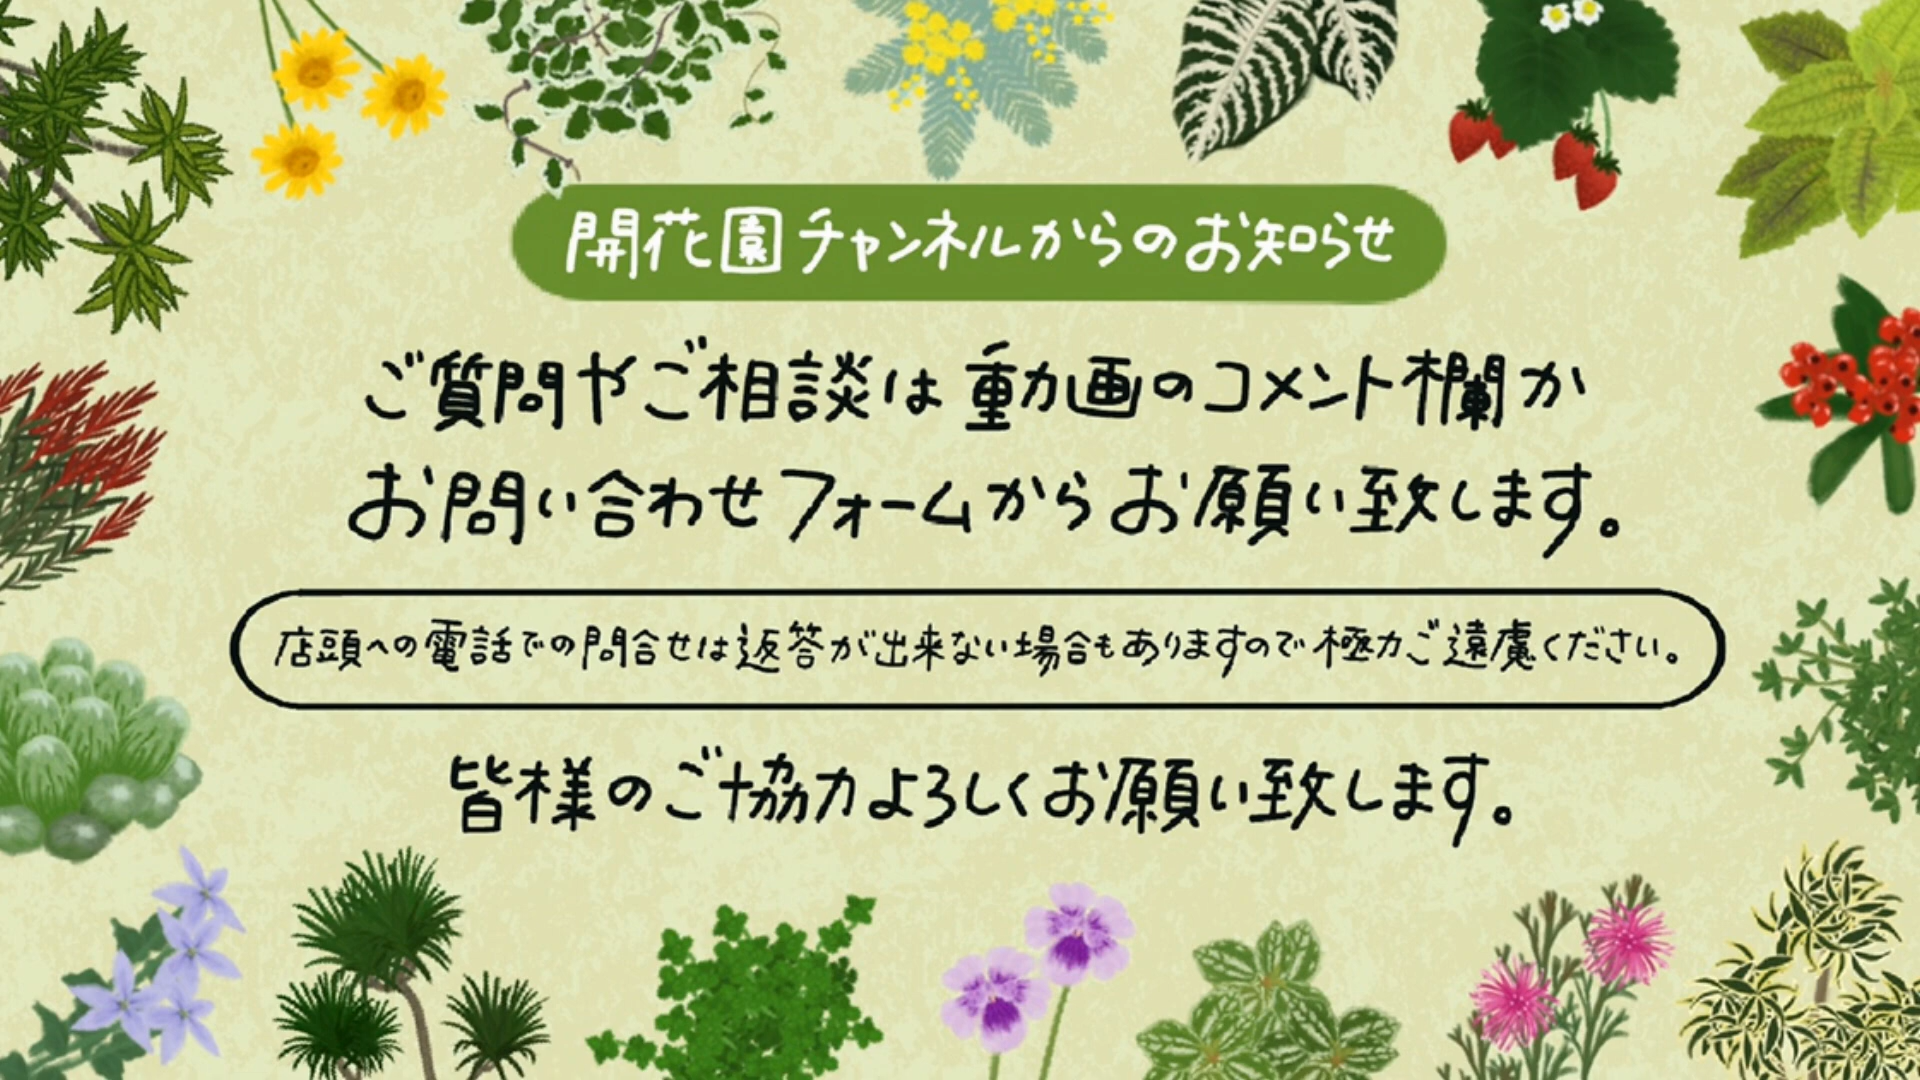 開花園チャンネルからのお知らせ
ご質問やご相談は動画のコメント欄か
お問い合わせフォームからお願い致します。
店頭への電話での問合せは返答が出来ない場合もありますので極力ご遠慮ください。
皆様のご協力よろしくお願い致します。